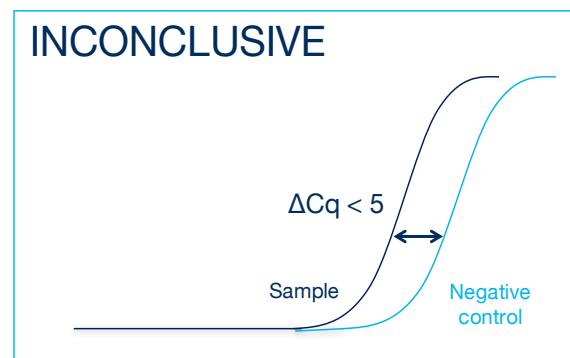 INCONCLUSIVE
ΔCq < 5
Sample
Negative
control